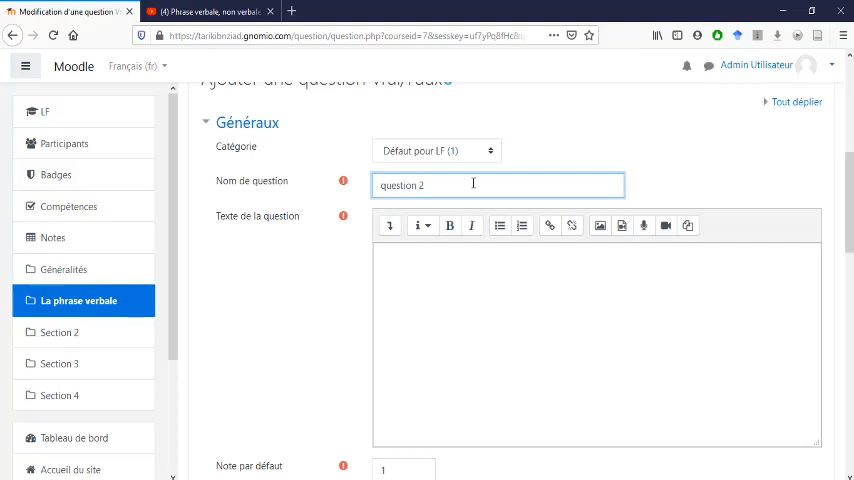 Modification d'une question V
(4) Phrase verbale, non verbale
https://tarikibnziad.gnomio.com/question/question.php?courseid=7&sesskey=uf7yPq8fHc8
Moodle
Français (fr)
Admin Utilisateur
Ajouter une question Vrai/Faux
Tout déplier
LF
Participants
Badges
Compétences
Notes
Généralités
La phrase verbale
Section 2
Section 3
Section 4
Tableau de bord
Accueil du site
Généraux
Catégorie
Défaut pour LF (1)
Nom de question
question 2
Texte de la question
i B I
Note par défaut
1